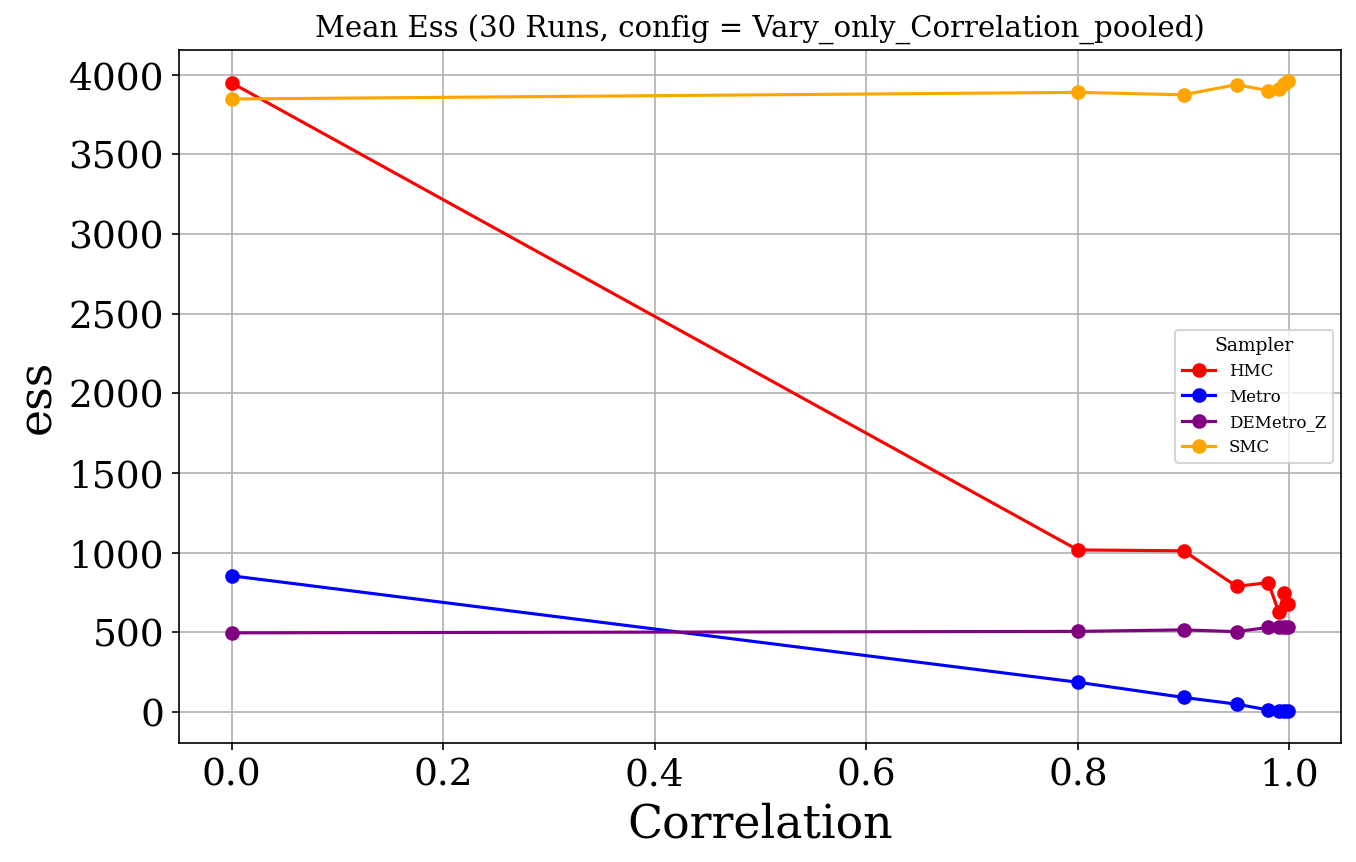 Mean Ess (30 Runs, config = Vary_only_Correlation_pooled)
4000
3500
3000
2500
2000
1500
1000
500
0
ess
Sampler
HMC
Metro
DEMetro_Z
SMC
0.0 0.2 0.4 0.6 0.8 1.0
Correlation